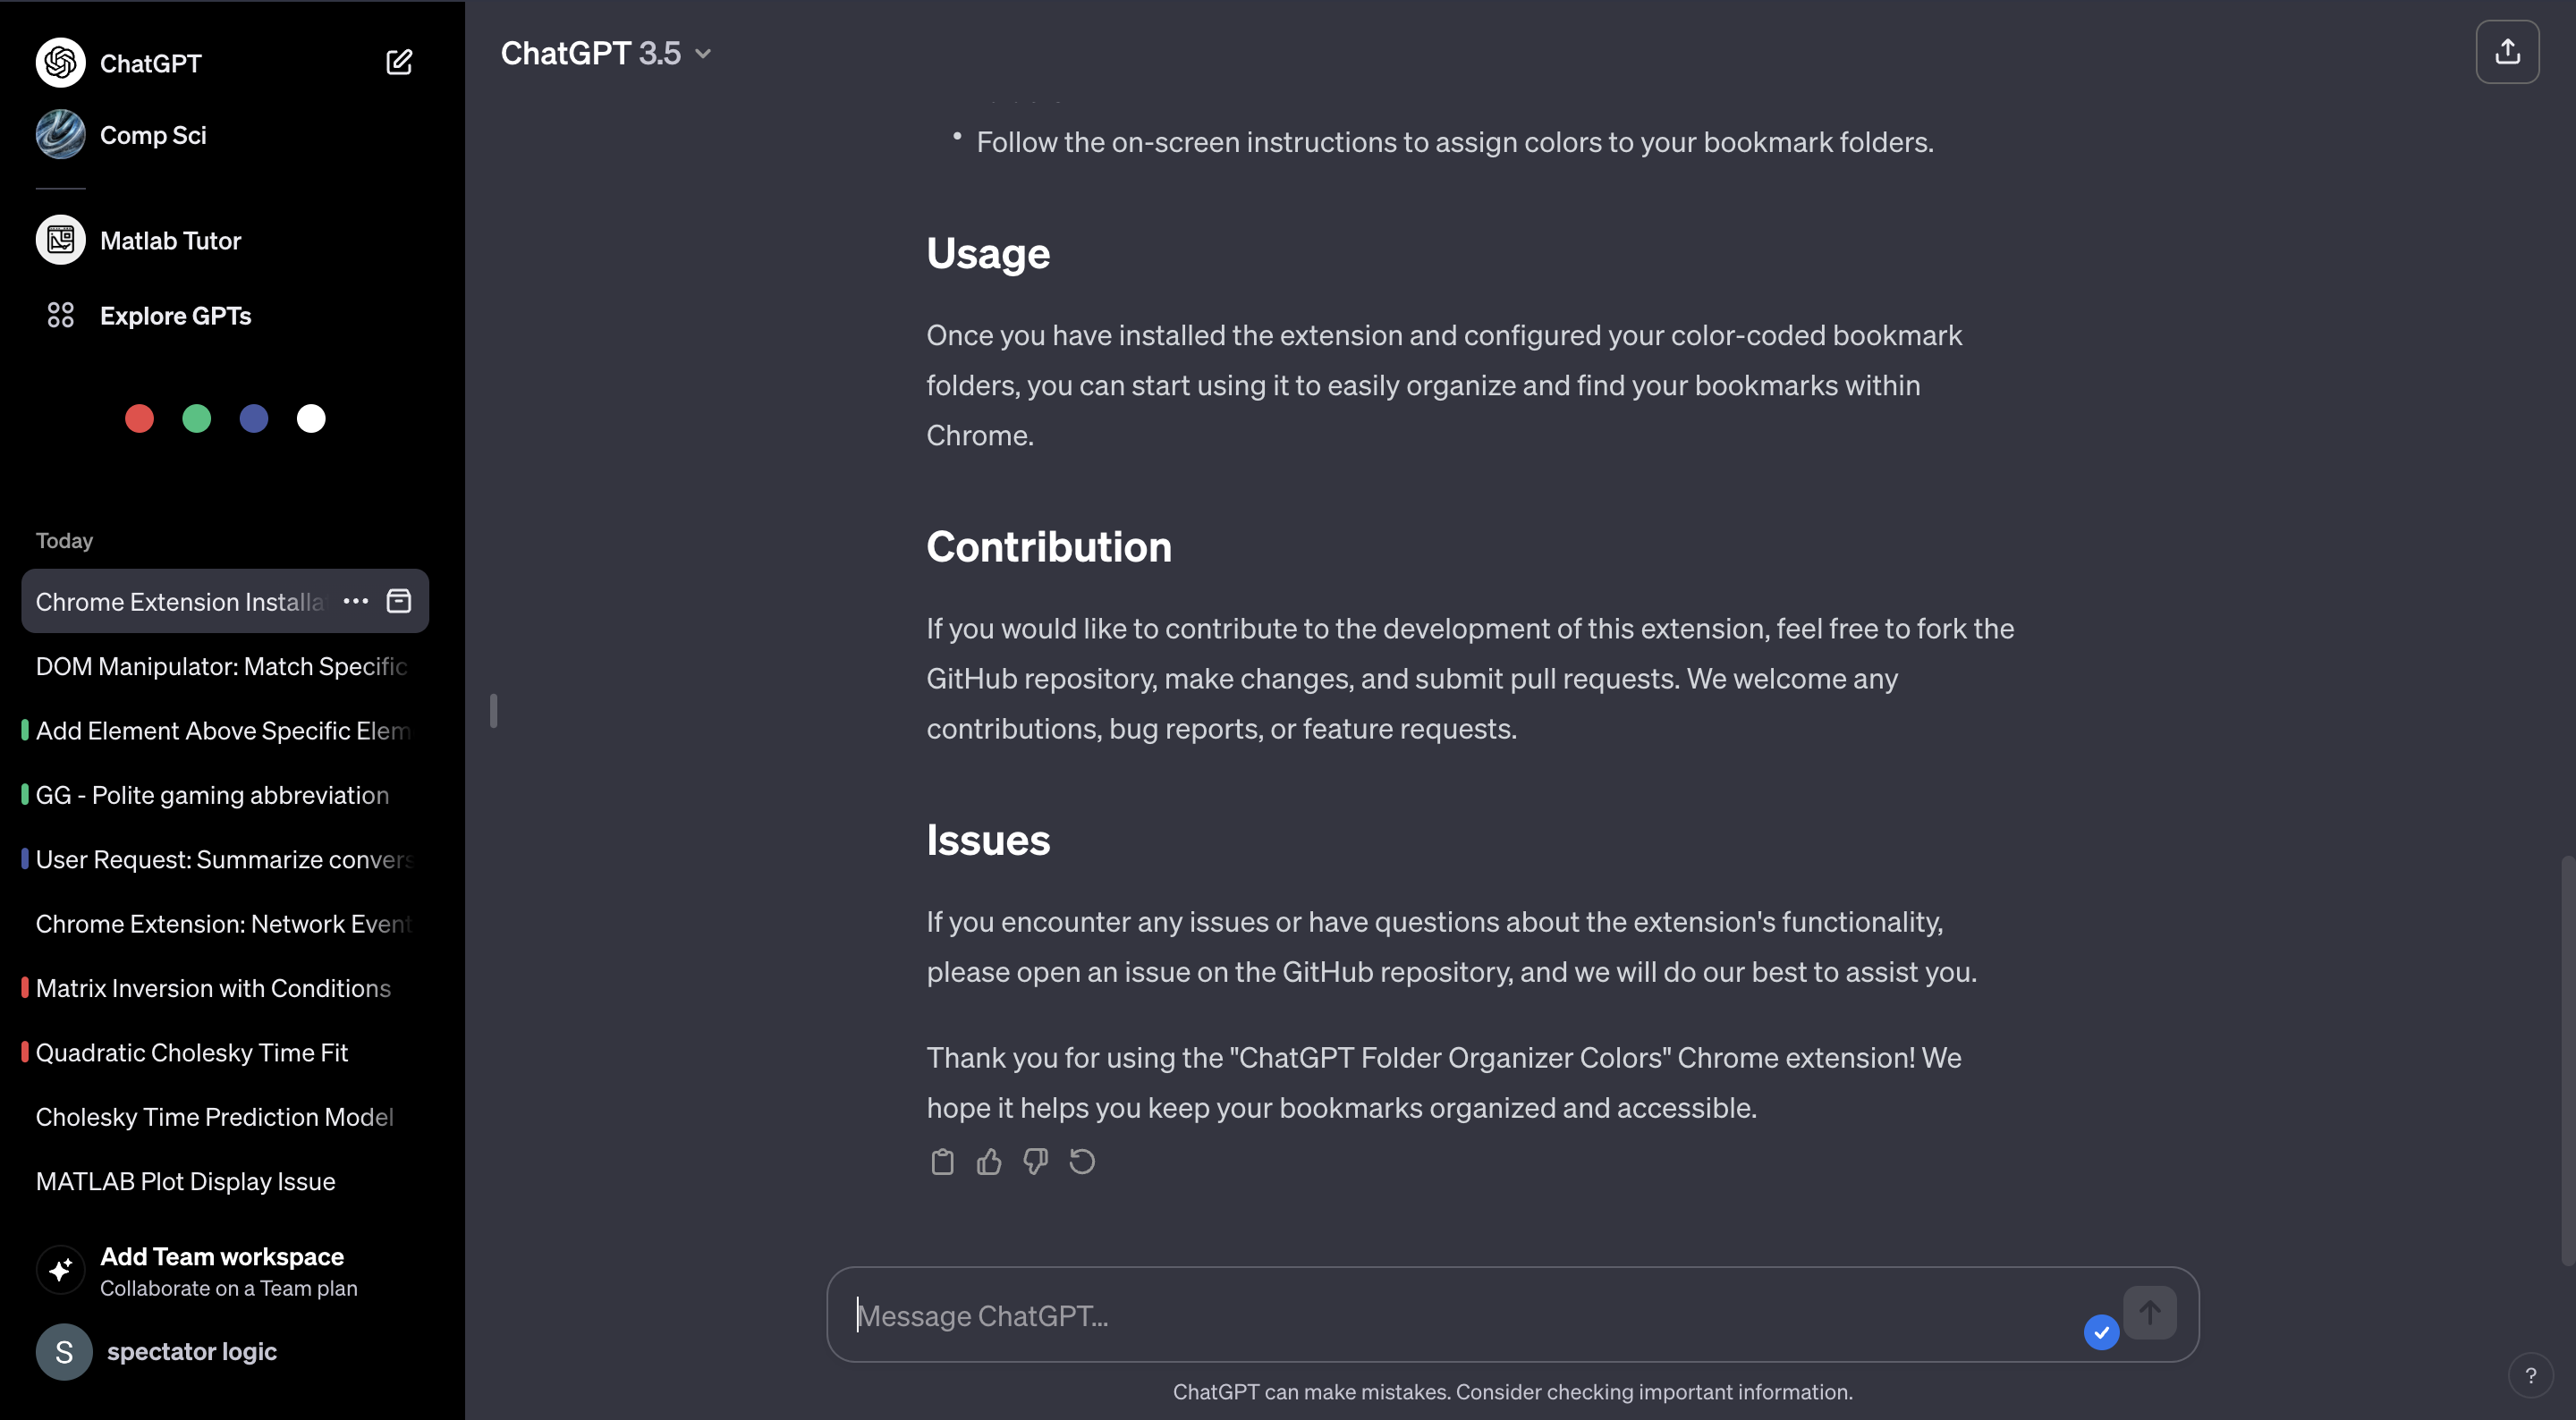 ChatGPT
Comp Sci
Matlab Tutor
Explore GPTs
Today
Chrome Extension Installa
DOM Manipulator: Match Specific
Add Element Above Specific Elem
GG - Polite gaming abbreviation
User Request: Summarize convers
Chrome Extension: Network Event
Matrix Inversion with Conditions
Quadratic Cholesky Time Fit
Cholesky Time Prediction Model
MATLAB Plot Display Issue
Add Team workspace
Collaborate on a Team plan
S
spectator logic
ChatGPT 3.5
• Follow the on-screen instructions to assign colors to your bookmark folders.
Usage
Once you have installed the extension and configured your color-coded bookmark
folders, you can start using it to easily organize and find your bookmarks within
Chrome.
Contribution
If you would like to contribute to the development of this extension, feel free to fork the
GitHub repository, make changes, and submit pull requests. We welcome any
contributions, bug reports, or feature requests.
Issues
If you encounter any issues or have questions about the extension's functionality,
please open an issue on the GitHub repository, and we will do our best to assist you.
Thank you for using the "ChatGPT Folder Organizer Colors" Chrome extension! We
hope it helps you keep your bookmarks organized and accessible.
Message ChatGPT...
ChatGPT can make mistakes. Consider checking important information.
?